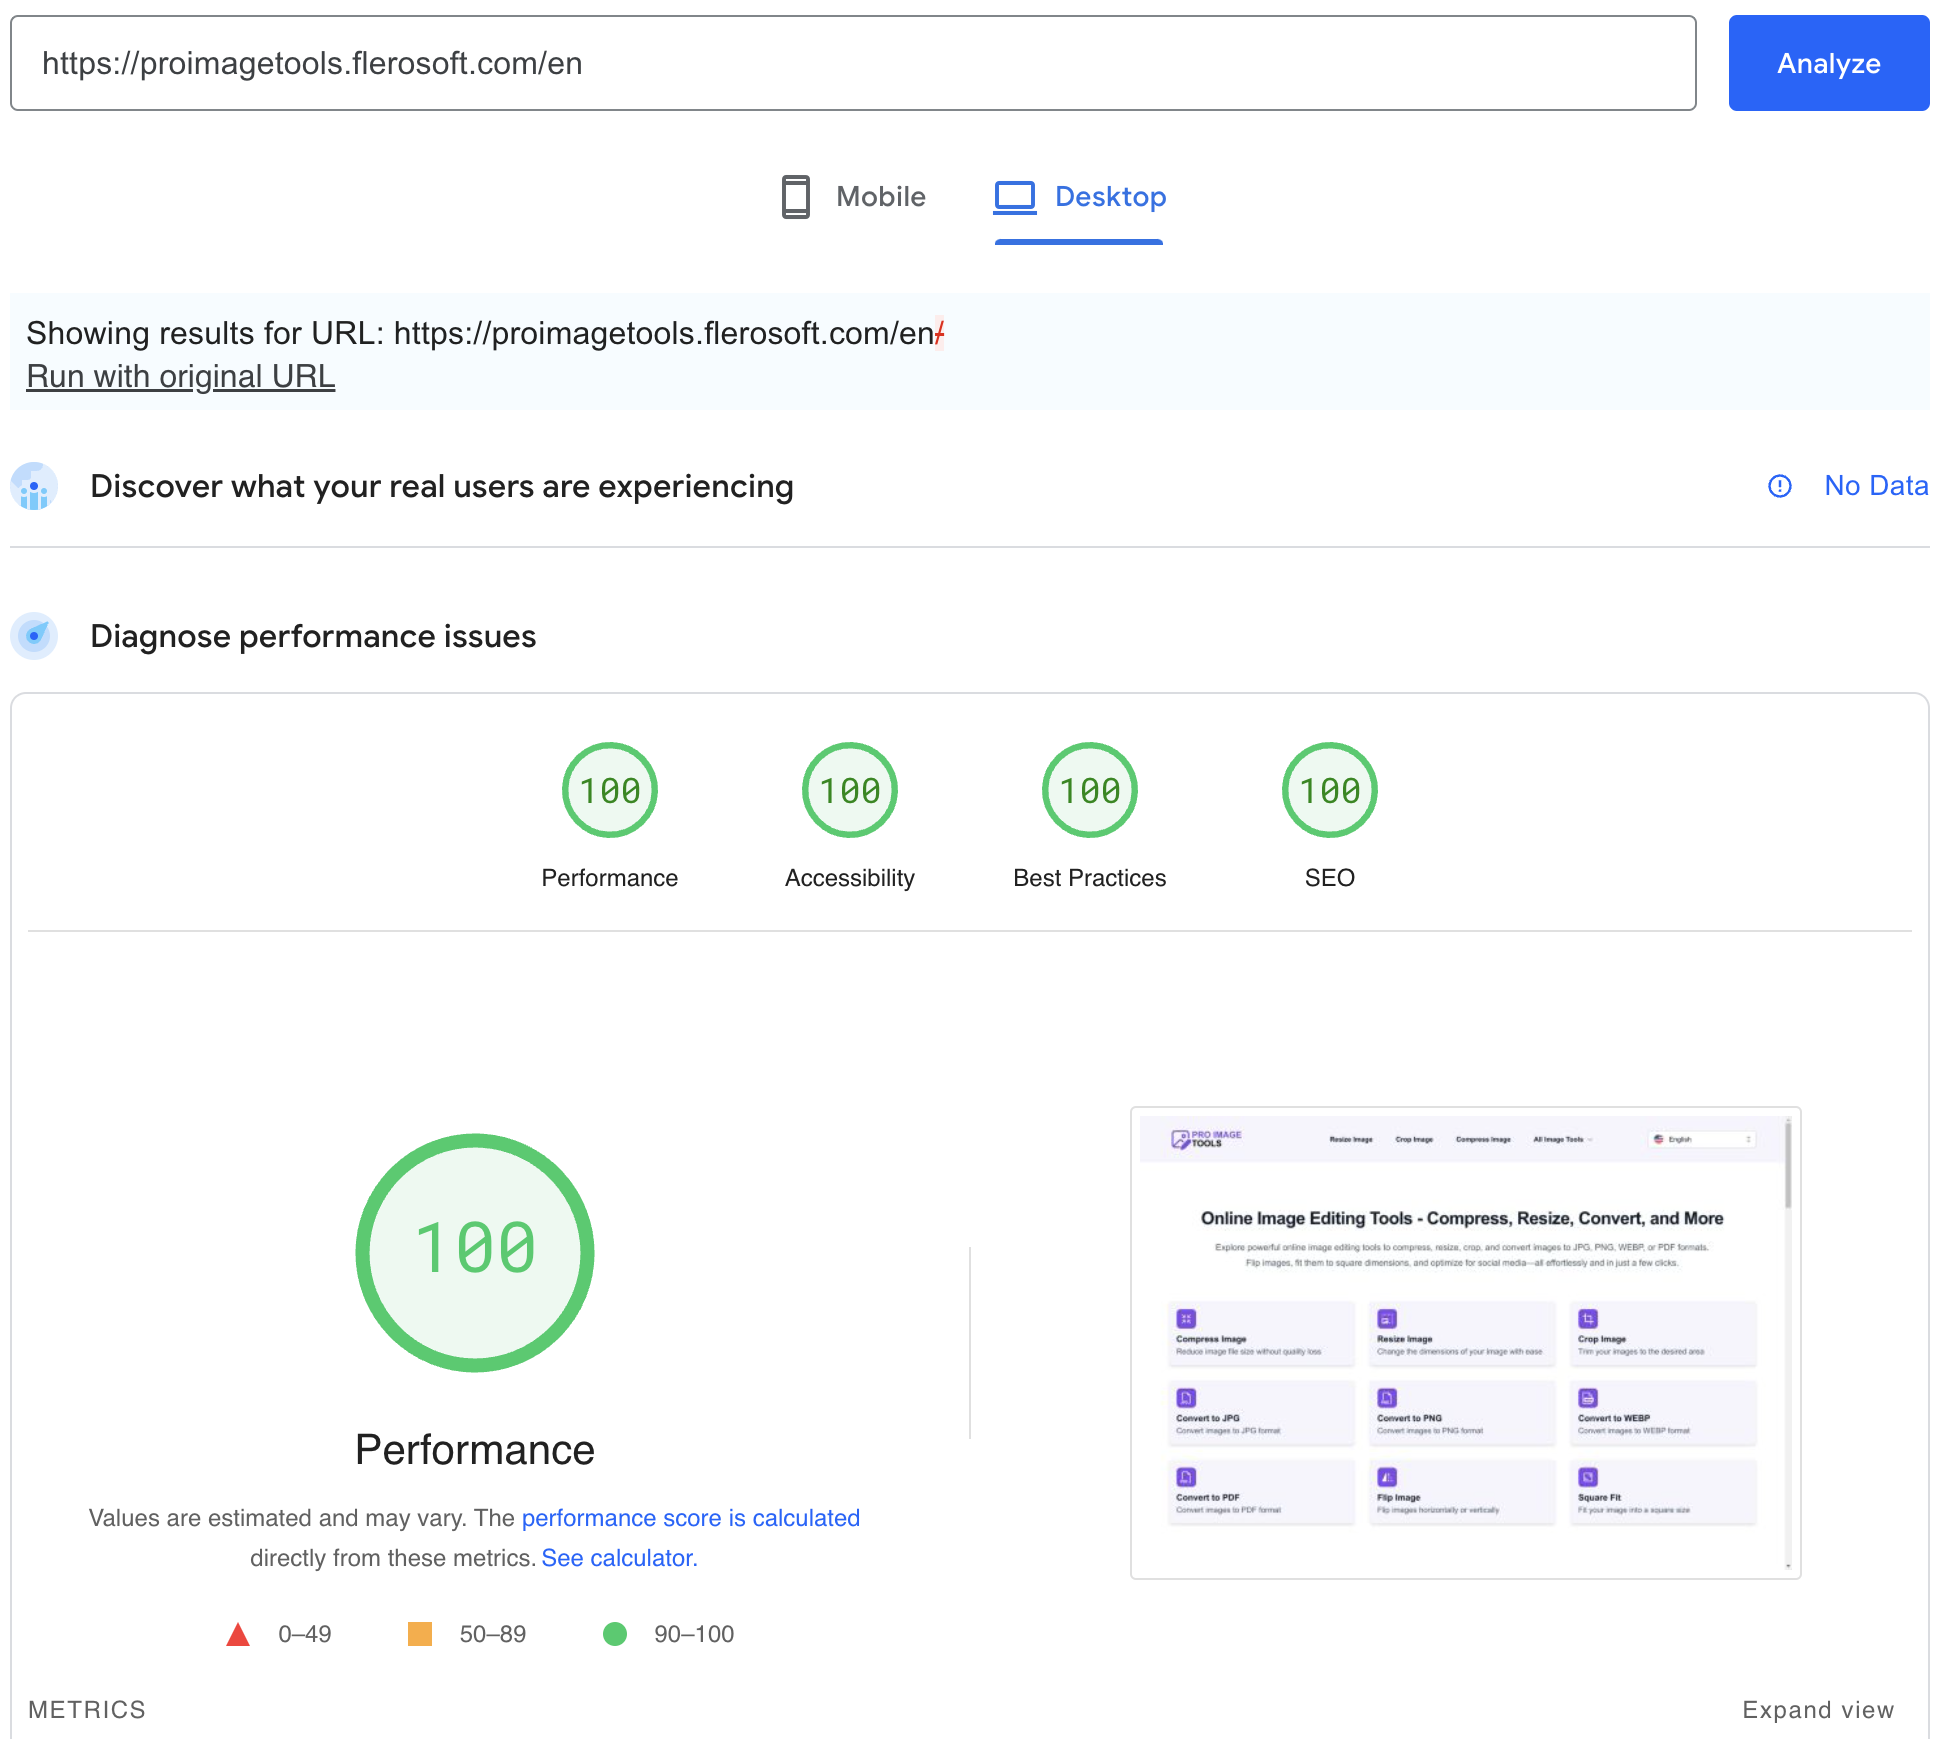 https://proimagetools.flerosoft.com/en
Analyze
Mobile
Desktop
Showing results for URL: https://proimagetools.flerosoft.com/en/
Run with original URL
Discover what your real users are experiencing
No Data
Diagnose performance issues
100
100
100
100
Performance
Accessibility
Best Practices
SEO
100
Performance
Values are estimated and may vary. The performance score is calculated
directly from these metrics. See calculator.
0–49
50–89
90–100
PRO IMAGE
TOOLS
Resize Image
Crop Image
Compress Image
All Image Tools
English
Online Image Editing Tools - Compress, Resize, Convert, and More
Explore powerful online image editing tools to compress, resize, crop, and convert images to JPG, PNG, WEBP, or PDF formats.
Flip images, fit them to square dimensions, and optimize for social media—all effortlessly and in just a few clicks.
Compress Image
Reduce image file size without quality loss
Resize Image
Change the dimensions of your image with ease
Crop Image
Trim your images to the desired area
Convert to JPG
Convert images to JPG format
Convert to PNG
Convert images to PNG format
Convert to WEBP
Convert images to WEBP format
Convert to PDF
Convert images to PDF format
Flip Image
Flip images horizontally or vertically
Square Fit
Fit your image into a square size
METRICS
Expand view